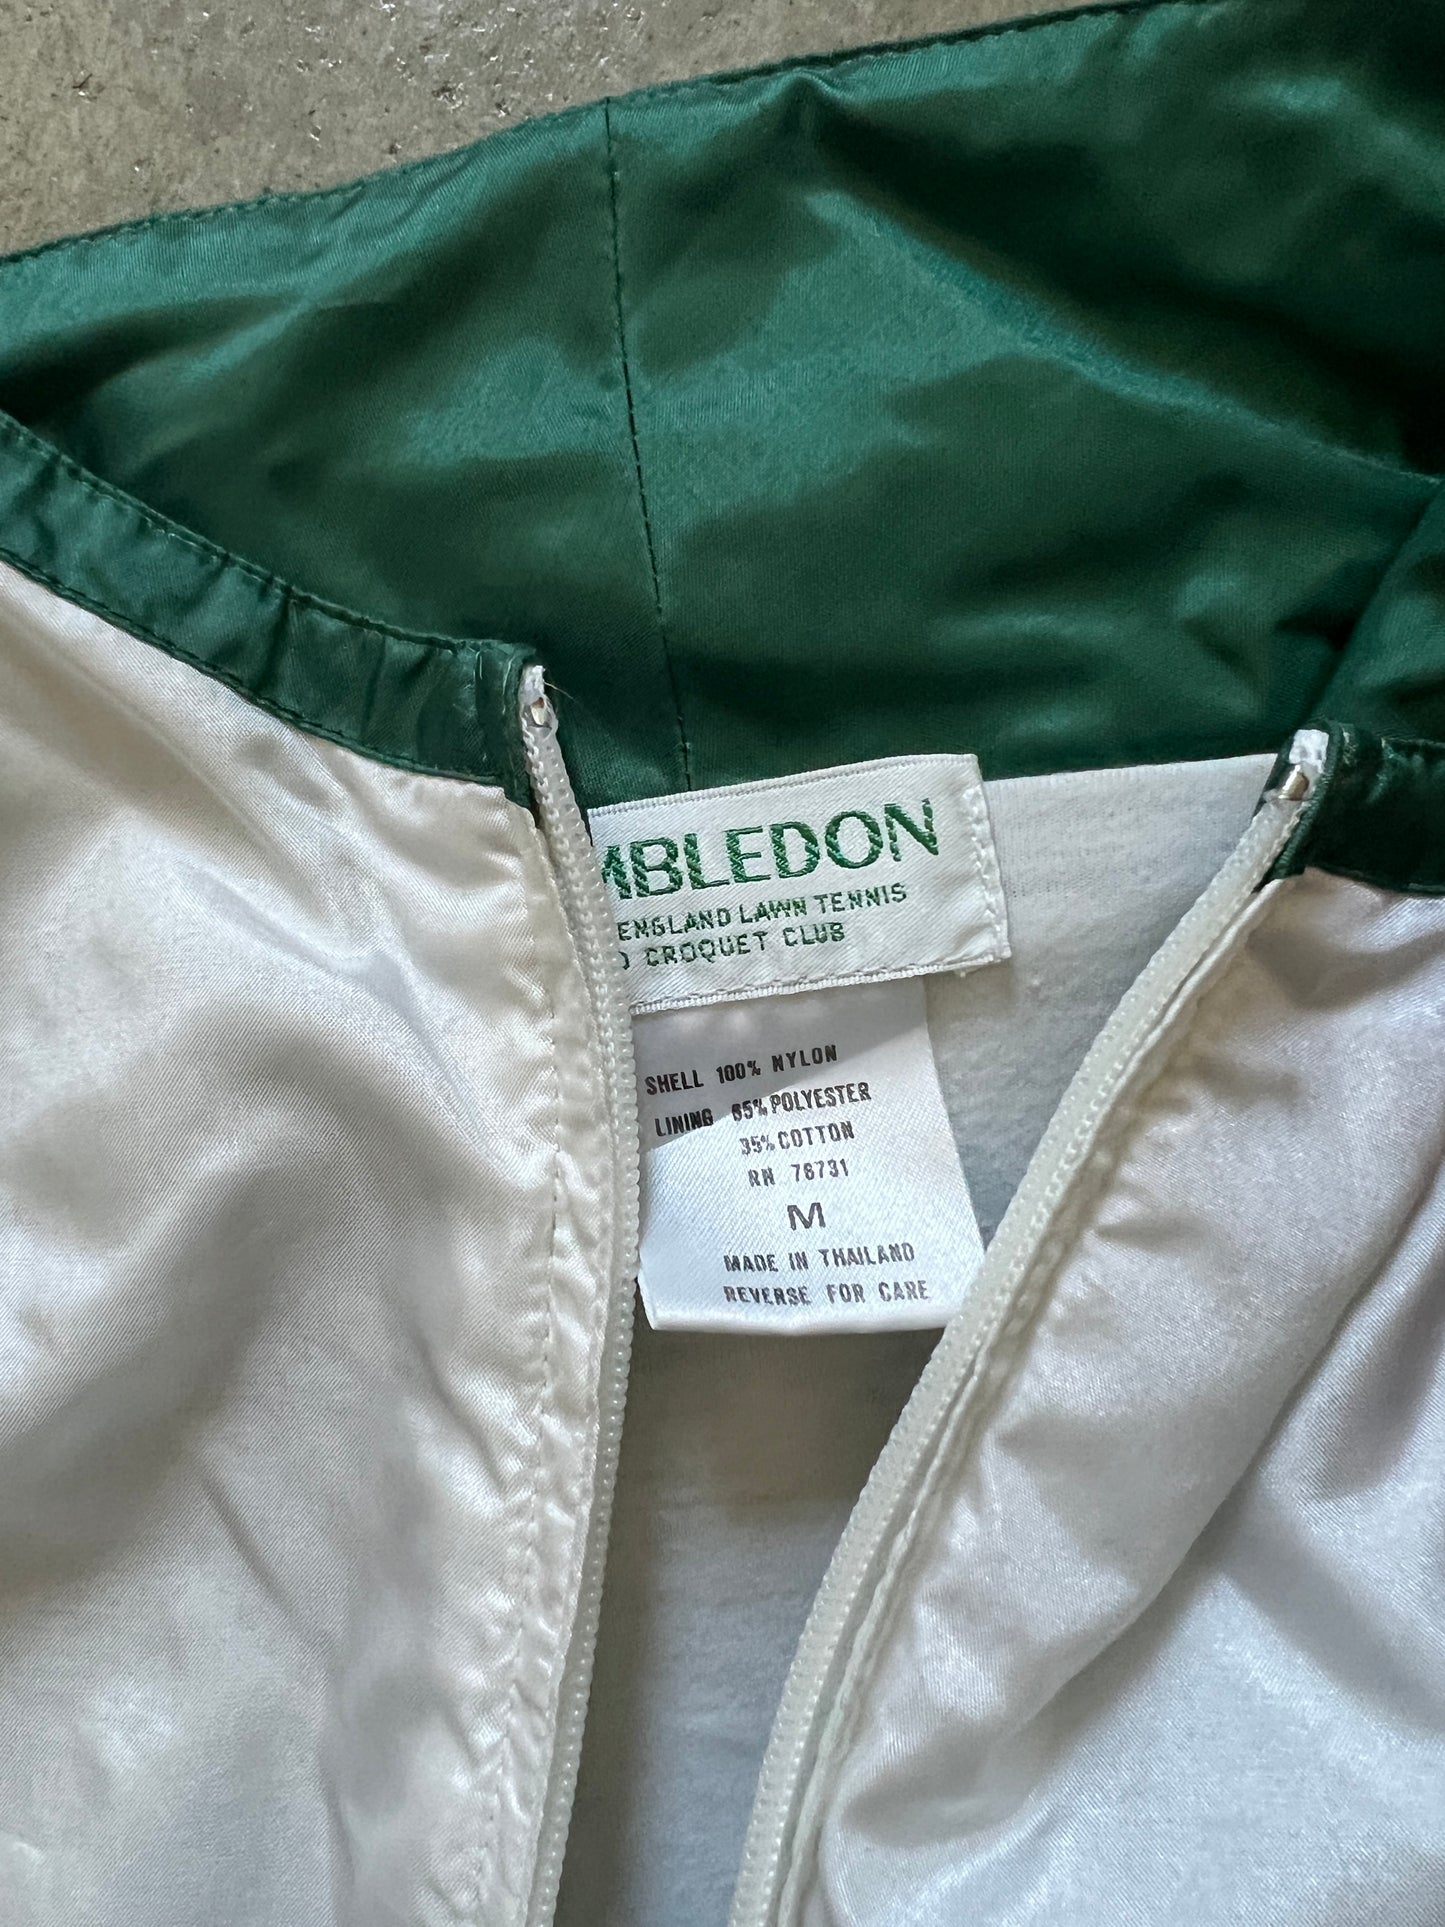 MBLEDON
ENGLAND LAWN TENNIS
CROQUET CLUB
SHELL 100% NYLON
LINING 65% POLYESTER
35% COTTON
RN 76731
M
MADE IN THAILAND
REVERSE FOR CARE